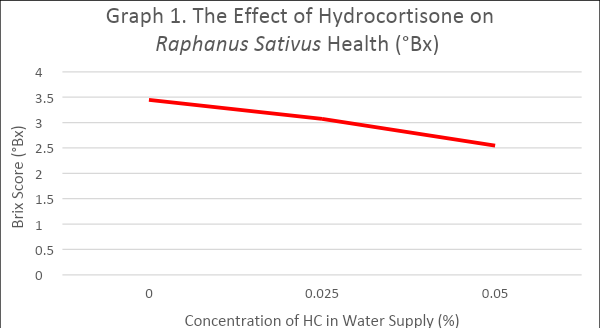 Graph 1. The Effect of Hydrocortisone on
Raphanus Sativus Health (°Bx)
Brix Score (°Bx)
4
3.5
3
2.5
2
1.5
1
0.5
0
0 0.025 0.05
Concentration of HC in Water Supply (%)